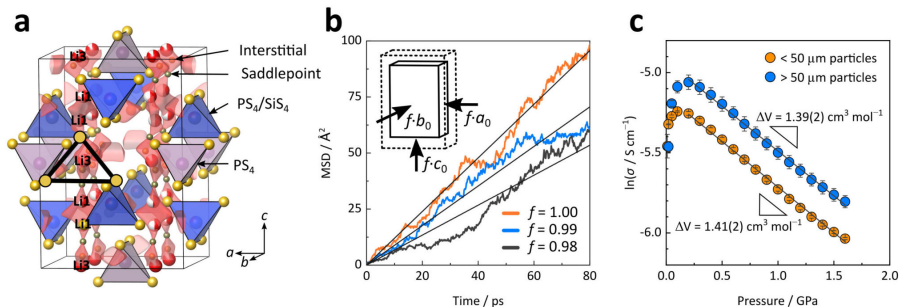 a
Li3
Interstitial
Saddlepoint
Li1
PS4/SiS4
Li1
Li3
PS4
Li1
Li1
Li3
c
a
b
b
100
75
50
25
0
MSD / Å²
f·b₀
f·a₀
f·c₀
f = 1.00
f = 0.99
f = 0.98
0
20
40
60
80
Time / ps
c
< 50 µm particles
> 50 µm particles
-5.0
-5.5
-6.0
ln(σ / S cm⁻¹)
ΔV = 1.39(2) cm³ mol⁻¹
ΔV = 1.41(2) cm³ mol⁻¹
0.0
0.5
1.0
1.5
2.0
Pressure / GPa